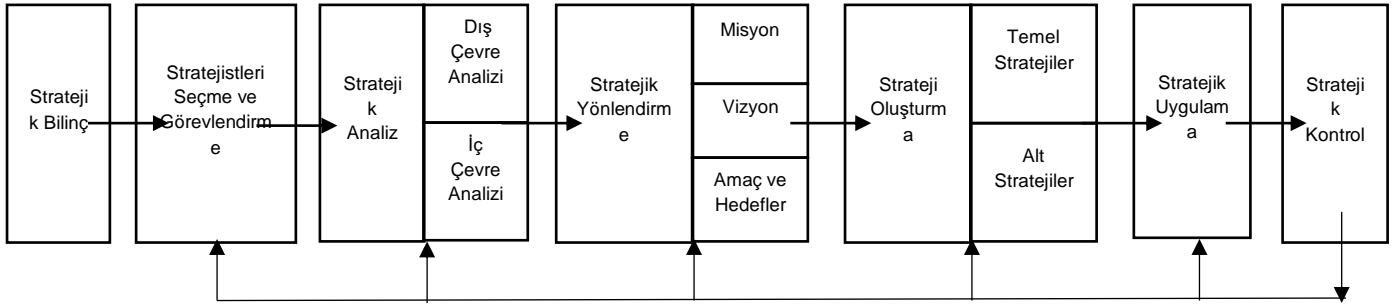 Strateji
k Bilinç
Stratejistleri
Seçme ve
Görevlendirm
e
Strateji
k
Analiz
Dış
Çevre
Analizi
İç
Çevre
Analizi
Stratejik
Yönlendirm
e
Misyon
Vizyon
Amaç ve
Hedefler
Strateji
Oluşturm
a
Temel
Stratejiler
Alt
Stratejiler
Stratejik
Uygulam
a
Strateji
k
Kontrol